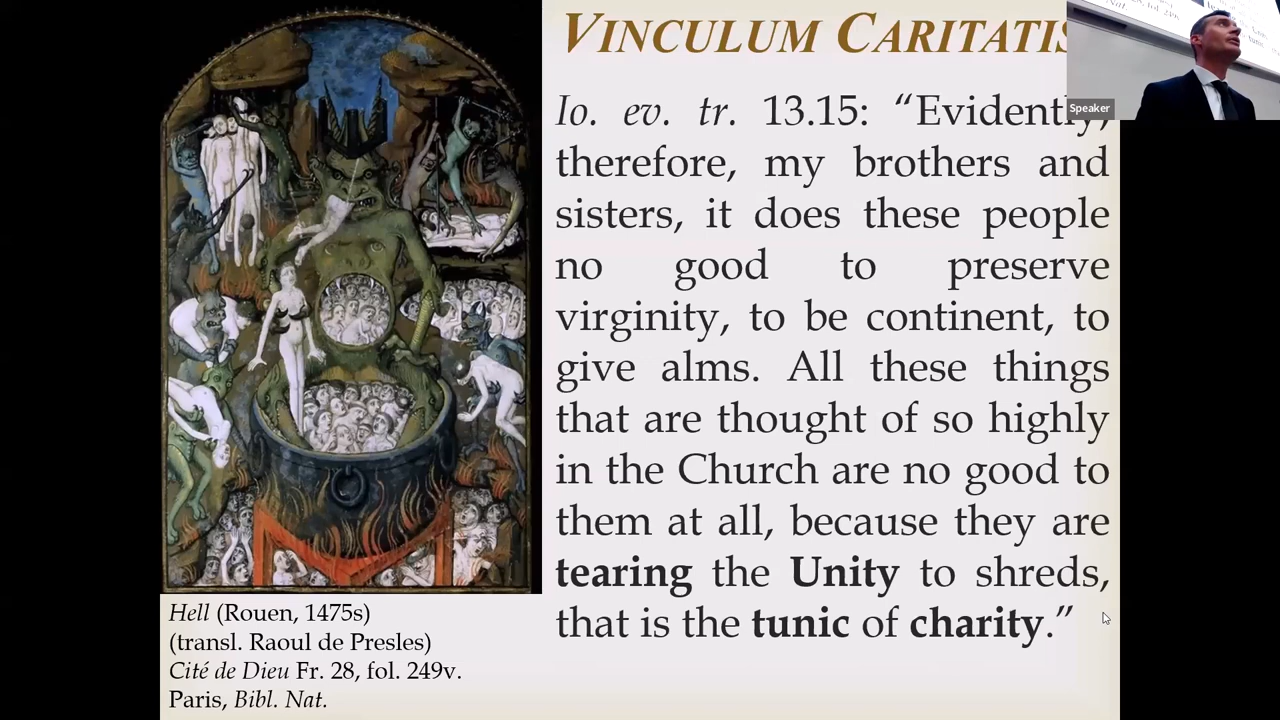 VINCULUM CARITATIS
Io. ev. tr. 13.15: “Evidently,
therefore, my brothers and
sisters, it does these people
no good to preserve
virginity, to be continent, to
give alms. All these things
that are thought of so highly
in the Church are no good to
them at all, because they are
tearing the Unity to shreds,
that is the tunic of charity.”
Hell (Rouen, 1475s)
(transl. Raoul de Presles)
Cité de Dieu Fr. 28, fol. 249v.
Paris, Bibl. Nat.
Speaker